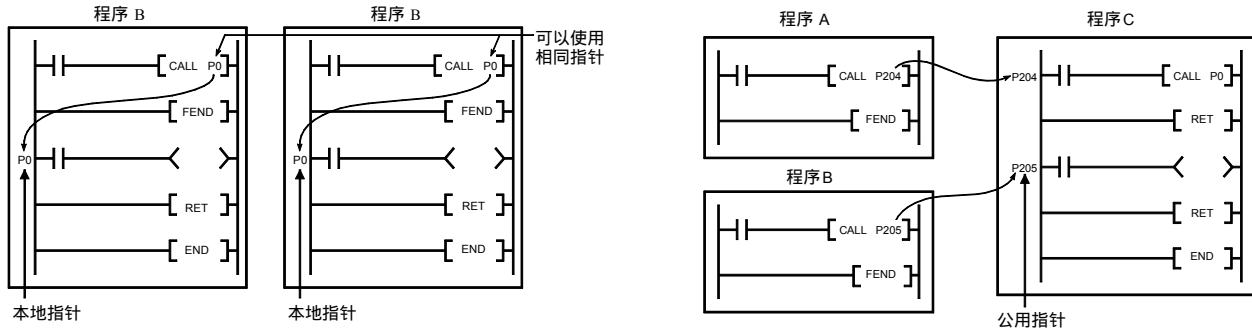 程序 B
CALL P0
FEND
P0
RET
END
本地指针
程序 B
CALL P0
FEND
P0
RET
END
本地指针
可以使用
相同指针
程序 A
CALL P204
FEND
程序B
CALL P205
FEND
程序C
P204
CALL P0
RET
P205
RET
END
公用指针